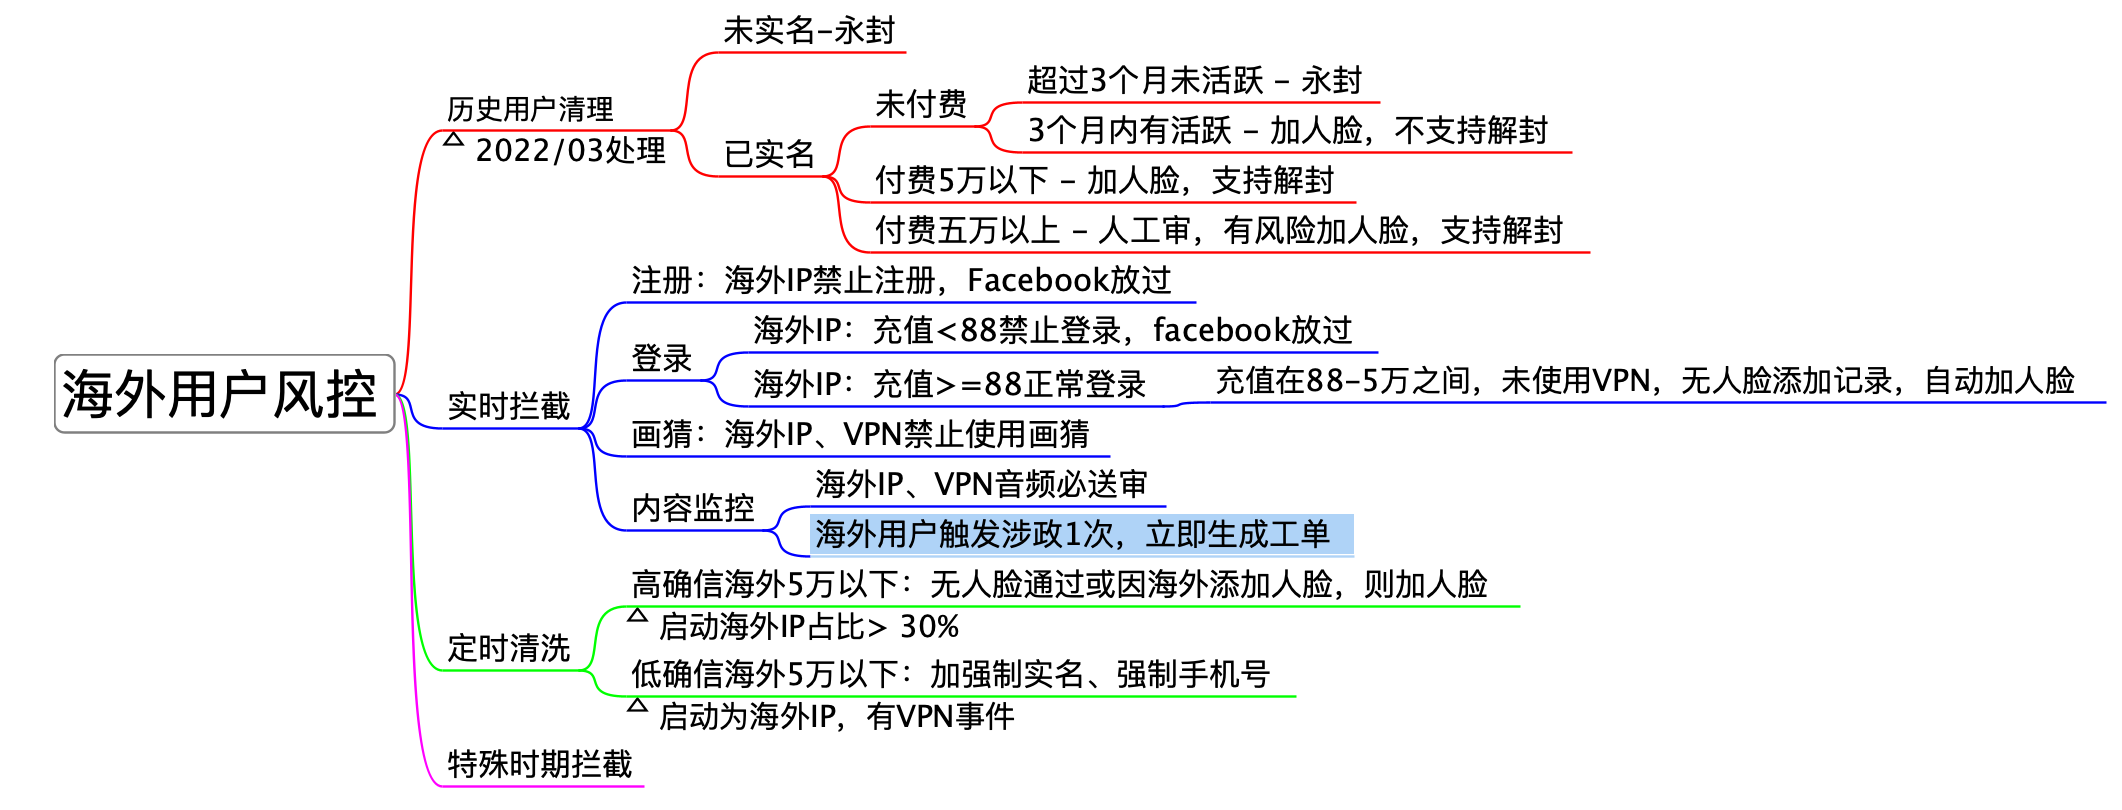 海外用户风控
历史用户清理
2022/03处理
未实名-永封
已实名
未付费
超过3个月未活跃 - 永封
3个月内有活跃 - 加人脸，不支持解封
付费5万以下 - 加人脸，支持解封
付费五万以上 - 人工审，有风险加人脸，支持解封
实时拦截
注册：海外IP禁止注册，Facebook放过
登录
海外IP：充值<88禁止登录，facebook放过
海外IP：充值>=88正常登录
充值在88-5万之间，未使用VPN，无人脸添加记录，自动加人脸
画猜：海外IP、VPN禁止使用画猜
内容监控
海外IP、VPN音频必送审
海外用户触发涉政1次，立即生成工单
定时清洗
高确信海外5万以下：无人脸通过或因海外添加人脸，则加人脸
启动海外IP占比> 30%
低确信海外5万以下：加强制实名、强制手机号
启动为海外IP，有VPN事件
特殊时期拦截